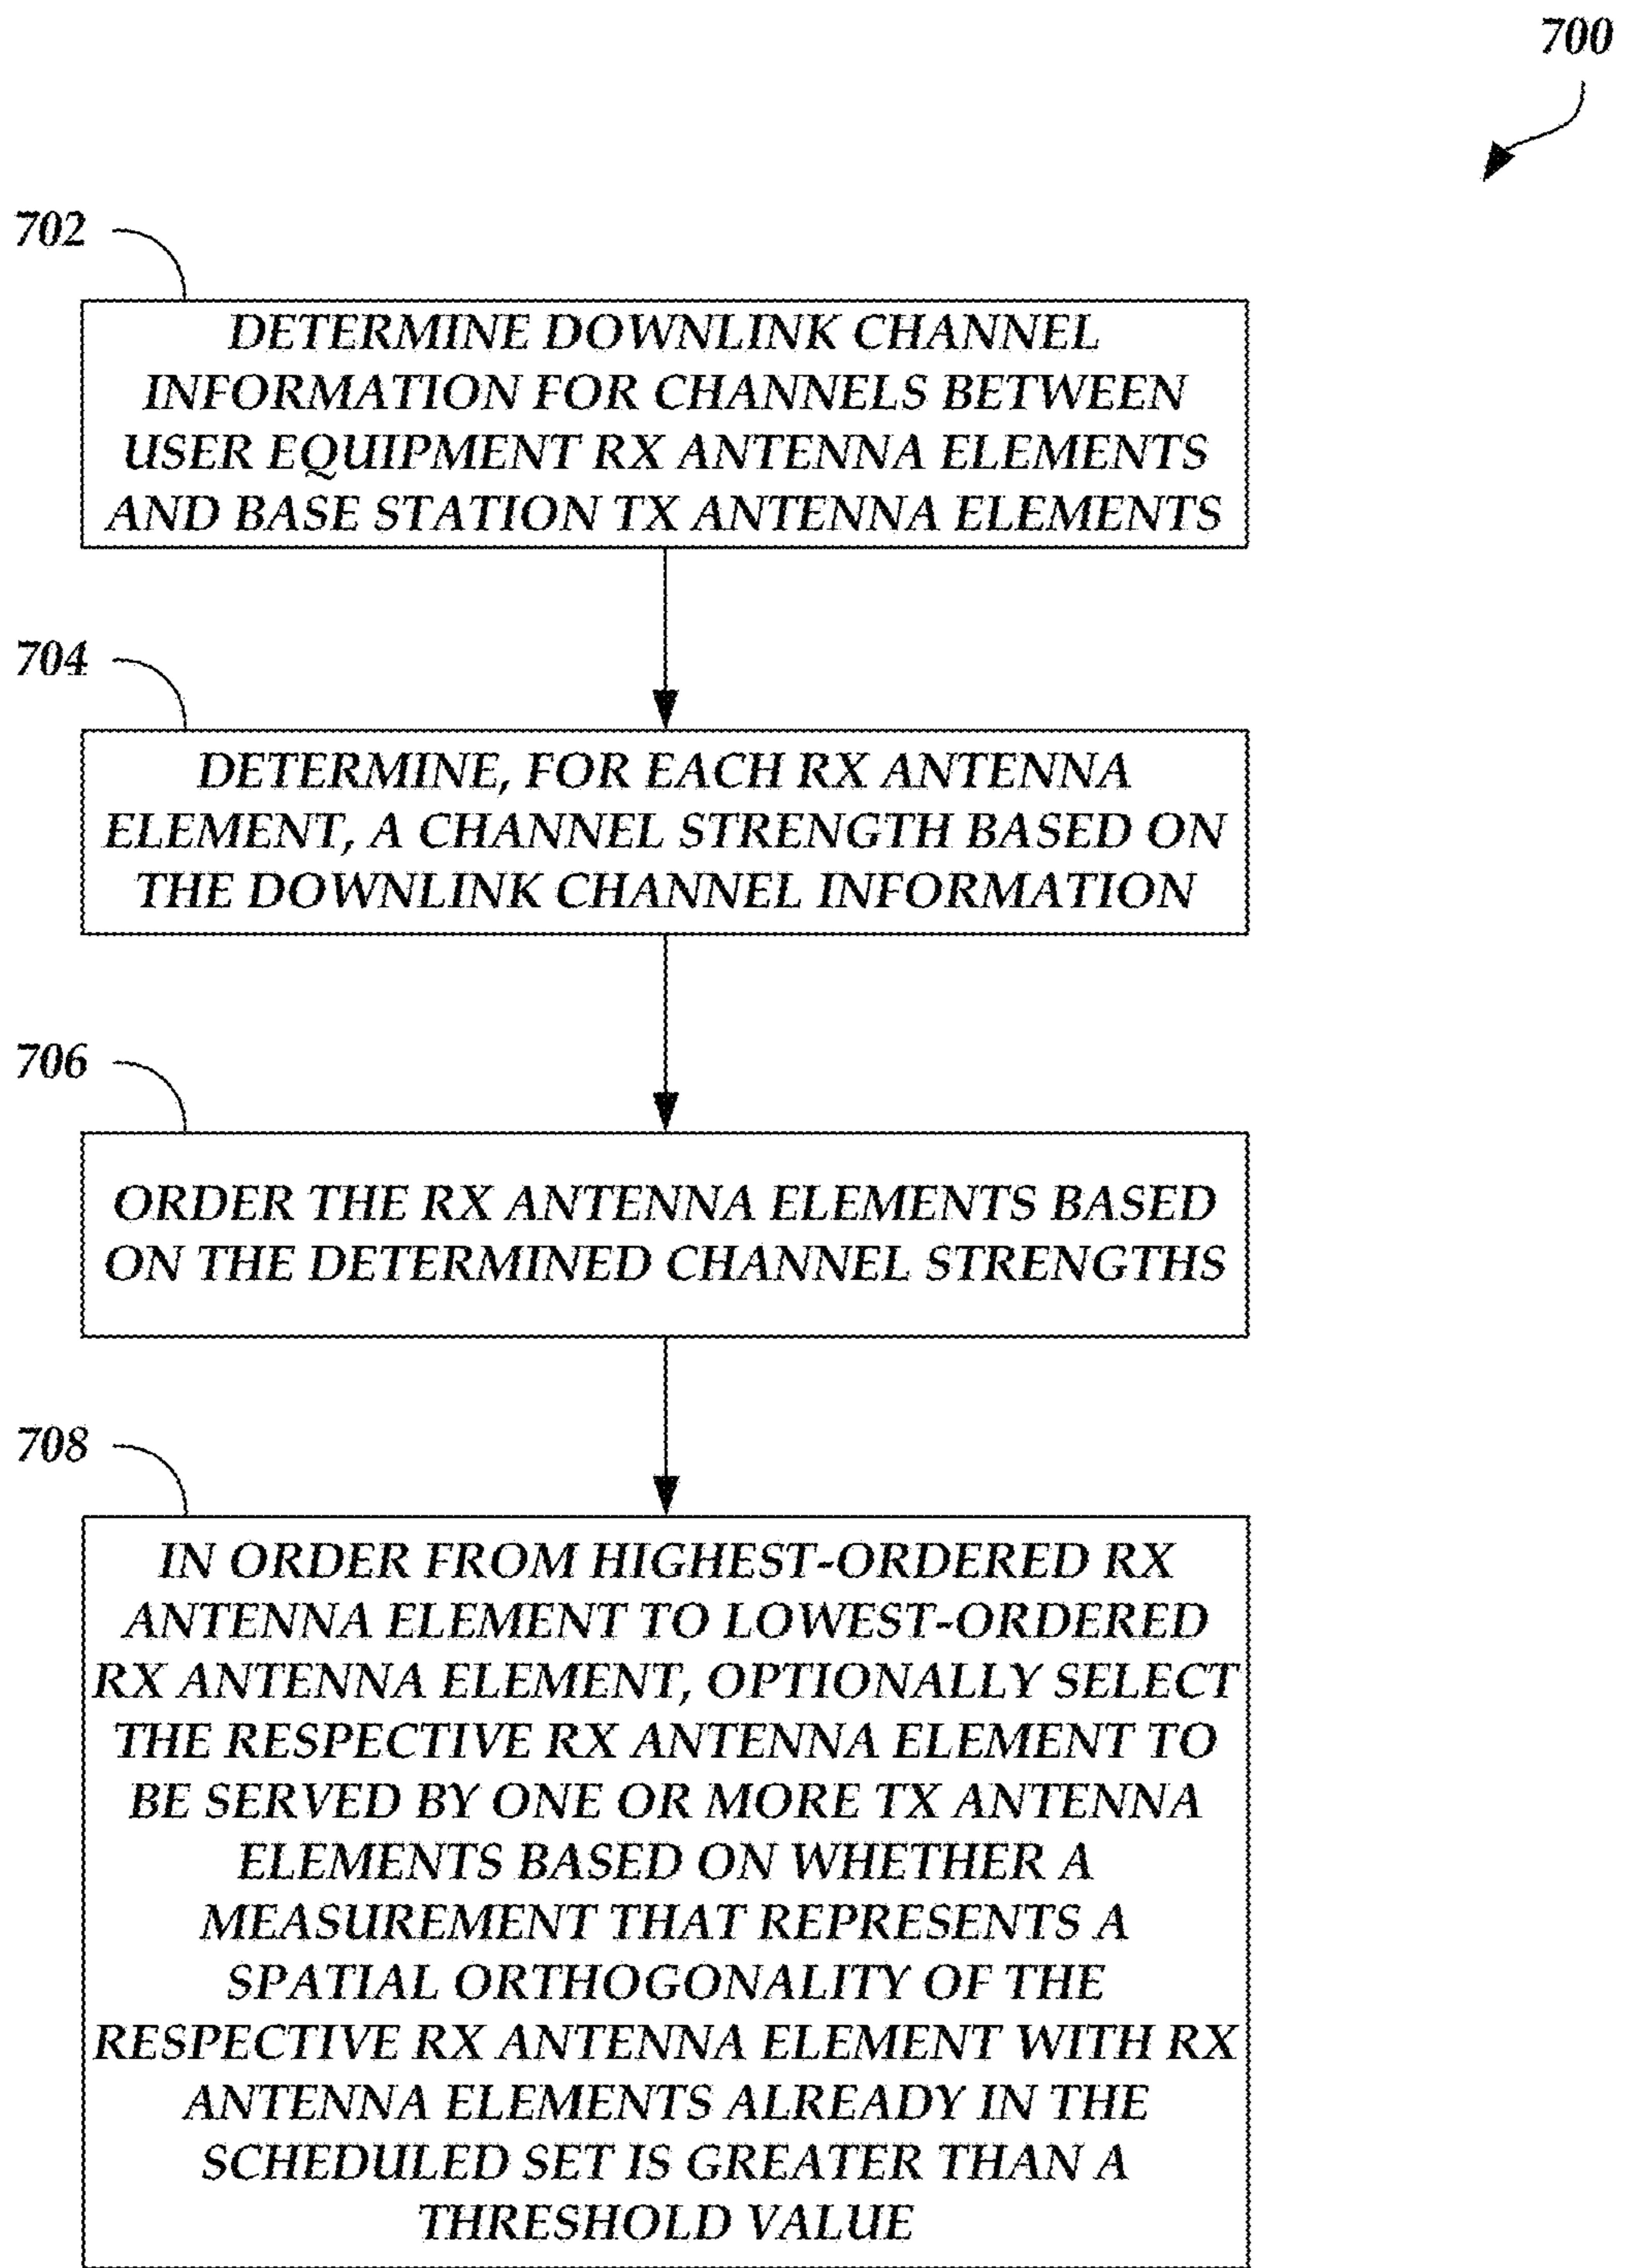 700
702
DETERMINE DOWNLINK CHANNEL
INFORMATION FOR CHANNELS BETWEEN
USER EQUIPMENT RX ANTENNA ELEMENTS
AND BASE STATION TX ANTENNA ELEMENTS
704
DETERMINE, FOR EACH RX ANTENNA
ELEMENT, A CHANNEL STRENGTH BASED ON
THE DOWNLINK CHANNEL INFORMATION
706
ORDER THE RX ANTENNA ELEMENTS BASED
ON THE DETERMINED CHANNEL STRENGTHS
708
IN ORDER FROM HIGHEST-ORDERED RX
ANTENNA ELEMENT TO LOWEST-ORDERED
RX ANTENNA ELEMENT, OPTIONALLY SELECT
THE RESPECTIVE RX ANTENNA ELEMENT TO
BE SERVED BY ONE OR MORE TX ANTENNA
ELEMENTS BASED ON WHETHER A
MEASUREMENT THAT REPRESENTS A
SPATIAL ORTHOGONALITY OF THE
RESPECTIVE RX ANTENNA ELEMENT WITH RX
ANTENNA ELEMENTS ALREADY IN THE
SCHEDULED SET IS GREATER THAN A
THRESHOLD VALUE